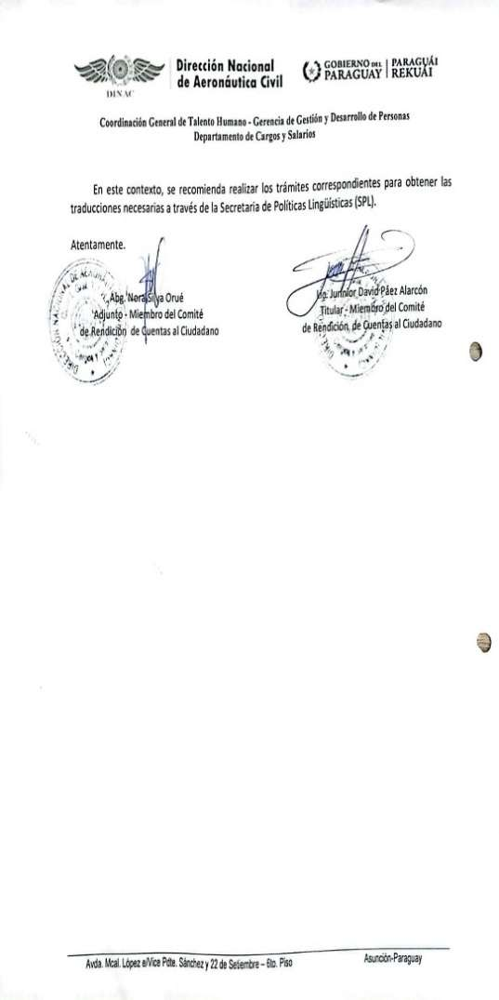 Dirección Nacional
de Aeronáutica Civil
DINAC
GOBIERNO DEL PARAGUAY
PARAGUÁI REKUÁI
Coordinación General de Talento Humano - Gerencia de Gestión y Desarrollo de Personas
Departamento de Cargos y Salarios
En este contexto, se recomienda realizar los trámites correspondientes para obtener las
traducciones necesarias a través de la Secretaria de Políticas Lingüísticas (SPL).
Atentamente.
Abg. Nora Silva Orué
Adjunto - Miembro del Comité
de Rendición de Cuentas al Ciudadano
Junnior David Páez Alarcón
Titular - Miembro del Comité
de Rendición de Cuentas al Ciudadano
Avda. Mcal. López e/Vice Pdte. Sánchez y 22 de Setiembre – 6to. Piso
Asunción-Paraguay